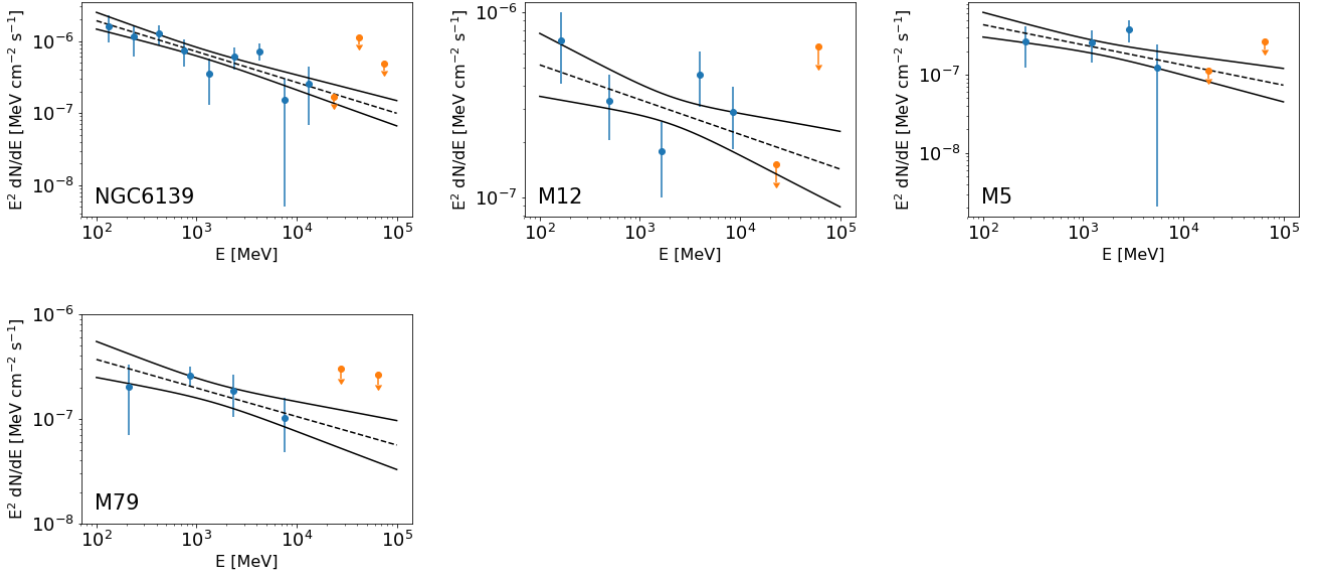 E² dN/dE [MeV cm⁻² s⁻¹]
10⁻⁶
10⁻⁷
10⁻⁸
NGC6139
10² 10³ 10⁴ 10⁵
E [MeV]
E² dN/dE [MeV cm⁻² s⁻¹]
10⁻⁶
10⁻⁷
M12
10² 10³ 10⁴ 10⁵
E [MeV]
E² dN/dE [MeV cm⁻² s⁻¹]
10⁻⁷
10⁻⁸
M5
10² 10³ 10⁴ 10⁵
E [MeV]
E² dN/dE [MeV cm⁻² s⁻¹]
10⁻⁶
10⁻⁷
10⁻⁸
M79
10² 10³ 10⁴ 10⁵
E [MeV]